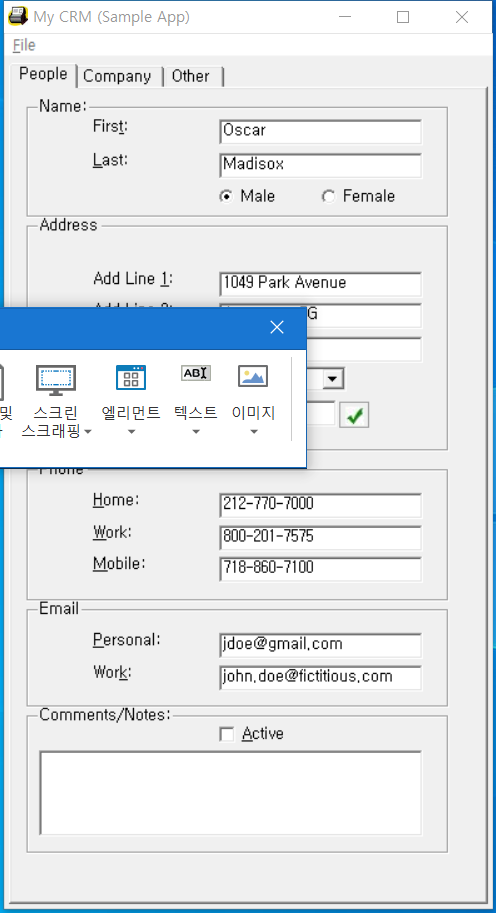 My CRM (Sample App)
File
People Company Other
Name:
First: Oscar
Last: Madisox
Male Female
Address
Add Line 1: 1049 Park Avenue
Add Line
G
및 스크린 엘리먼트 텍스트 이미지
스크래핑
Phone
Home: 212-770-7000
Work: 800-201-7575
Mobile: 718-860-7100
Email
Personal: jdoe@gmail.com
Work: john.doe@fictitious.com
Comments/Notes:
Active